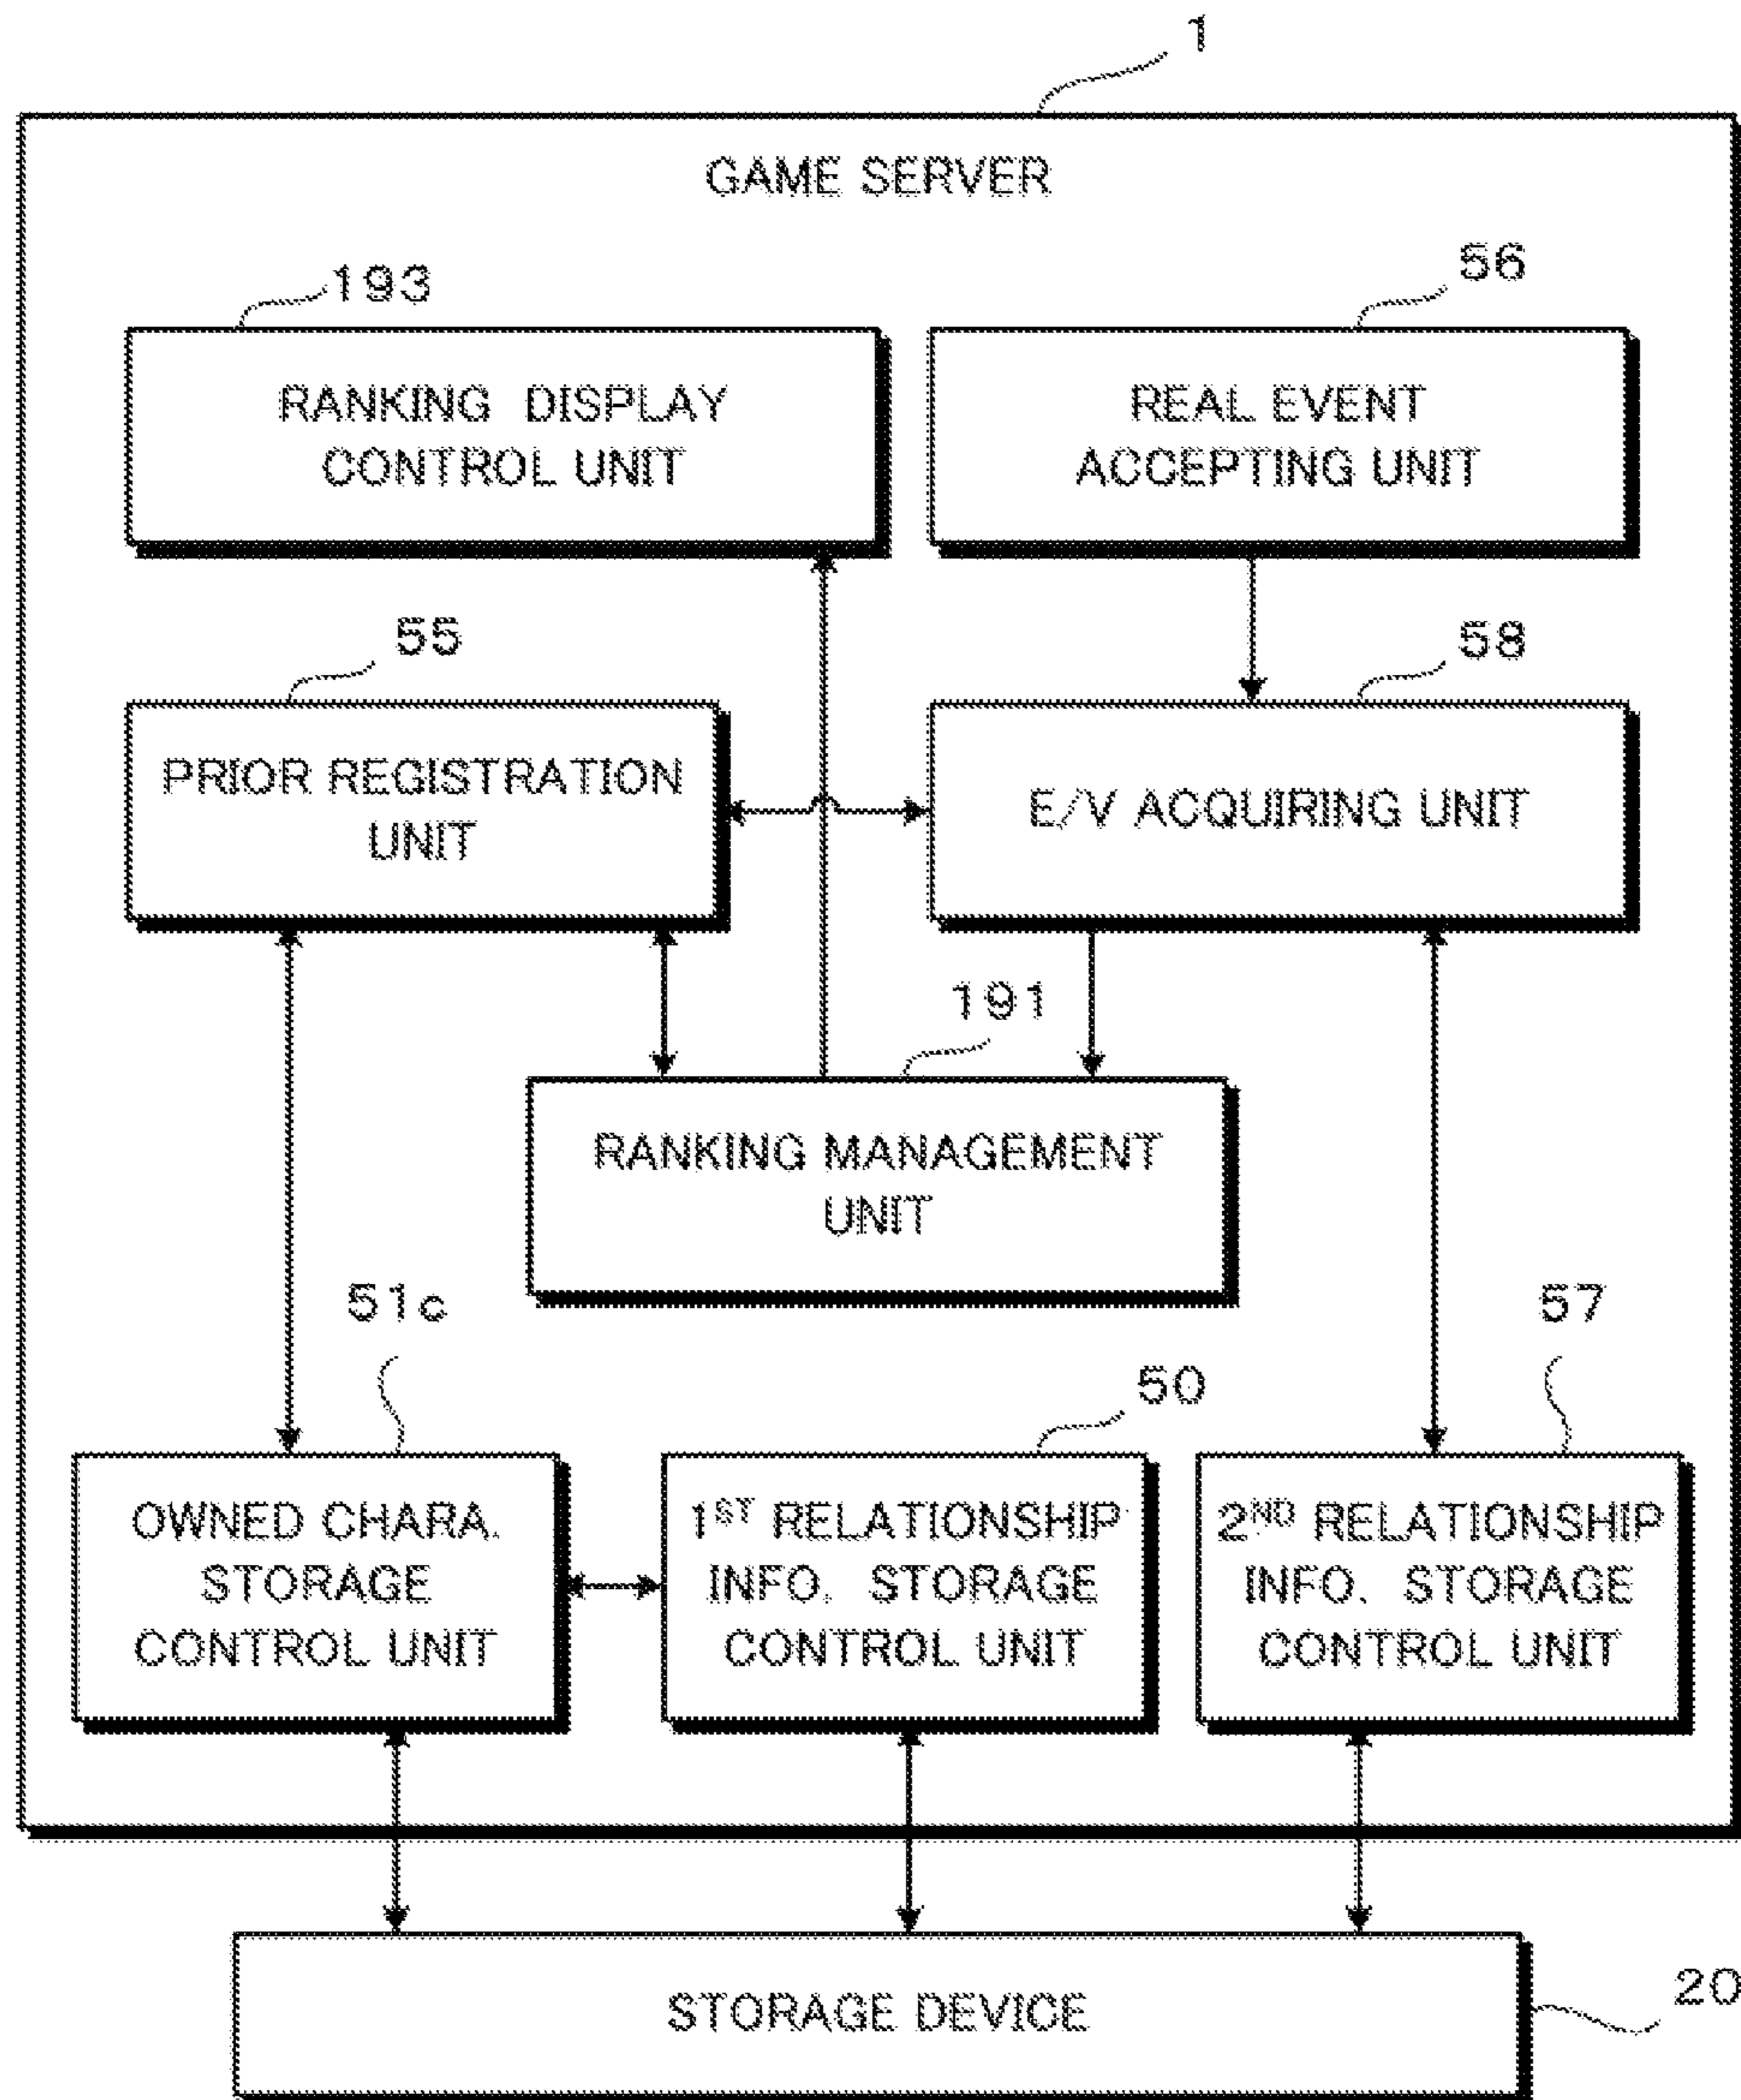 1
GAME SERVER
193
56
RANKING DISPLAY
CONTROL UNIT
REAL EVENT
ACCEPTING UNIT
55
58
PRIOR REGISTRATION
UNIT
E/V ACQUIRING UNIT
191
RANKING MANAGEMENT
UNIT
51c
50
57
OWNED CHARA.
STORAGE
CONTROL UNIT
1ST RELATIONSHIP
INFO. STORAGE
CONTROL UNIT
2ND RELATIONSHIP
INFO. STORAGE
CONTROL UNIT
STORAGE DEVICE
20